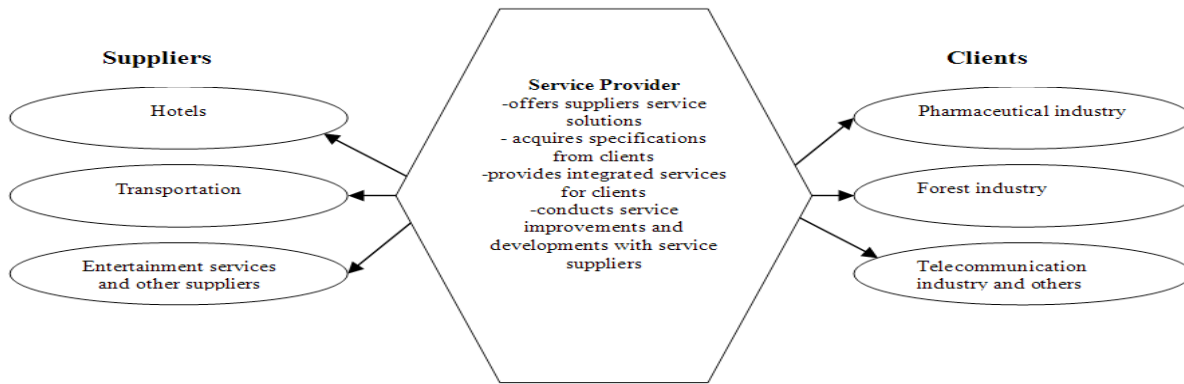 Suppliers
Hotels
Transportation
Entertainment services
and other suppliers
Service Provider
-offers suppliers service
solutions
- acquires specifications
from clients
-provides integrated services
for clients
-conducts service
improvements and
developments with service
suppliers
Clients
Pharmaceutical industry
Forest industry
Telecommunication
industry and others